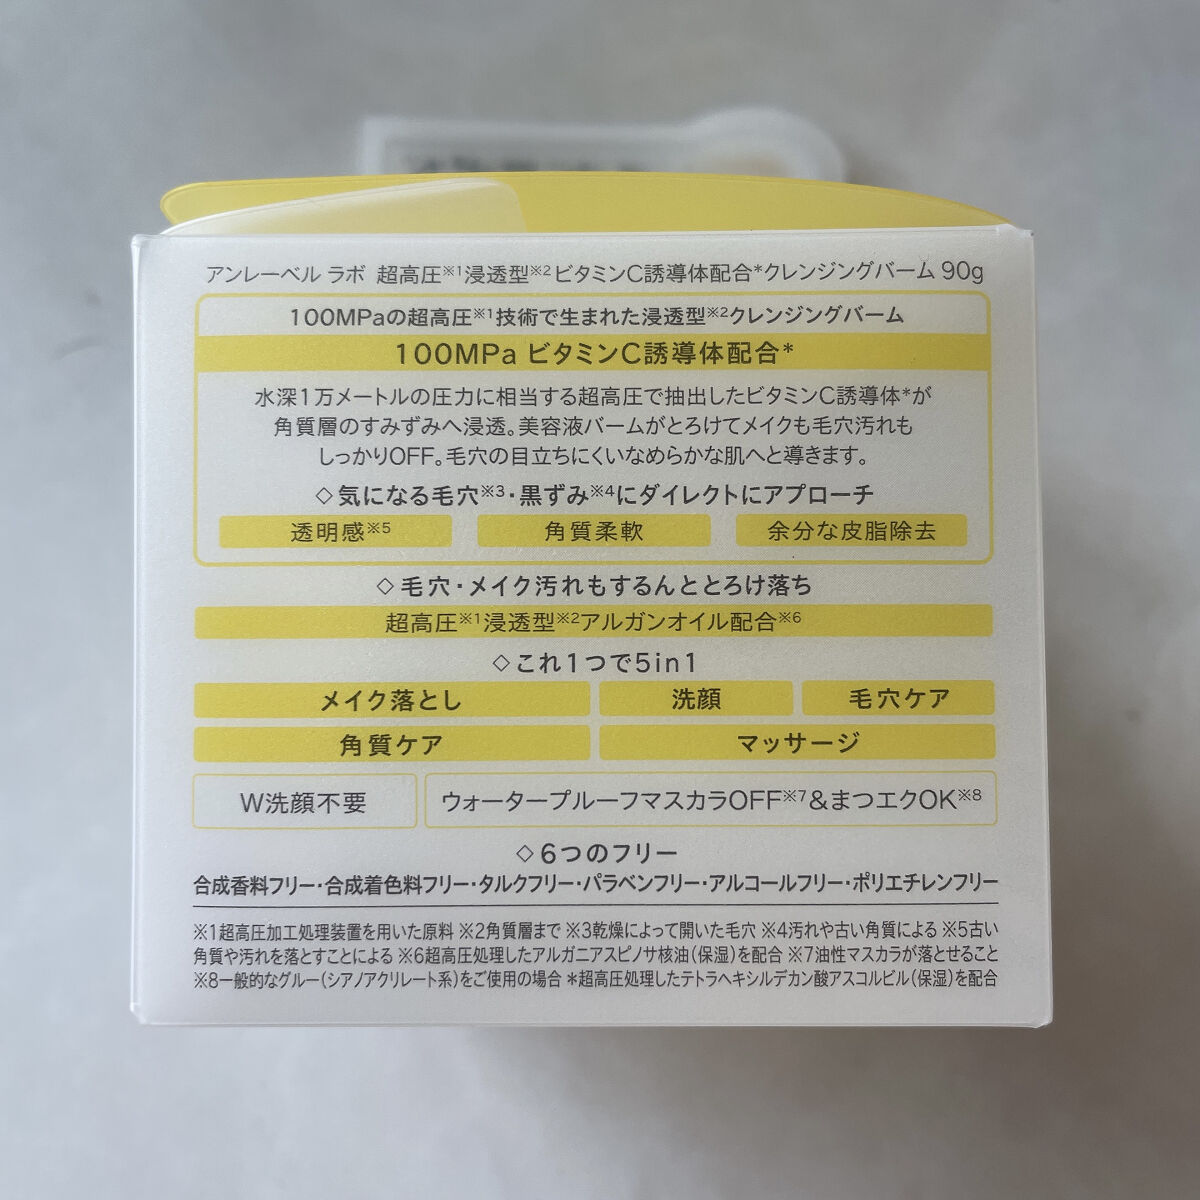 アンレーベル ラボ 超高圧※1浸透型※2ビタミンC誘導体配合*クレンジングバーム 90g
100MPaの超高圧※1技術で生まれた浸透型※2クレンジングバーム
100MPa ビタミンC誘導体配合*
水深1万メートルの圧力に相当する超高圧で抽出したビタミンC誘導体*が
角質層のすみずみへ浸透。美容液バームがとろけてメイクも毛穴汚れも
しっかりOFF。毛穴の目立ちにくいなめらかな肌へと導きます。
◇気になる毛穴※3・黒ずみ※4にダイレクトにアプローチ
透明感※5 角質柔軟 余分な皮脂除去
◇毛穴・メイク汚れもするんととろけ落ち
超高圧※1浸透型※2アルガンオイル配合※6
◇これ1つで5in1
メイク落とし 洗顔 毛穴ケア
角質ケア マッサージ
W洗顔不要 ウォータープルーフマスカラOFF※7&まつエクOK※8
◇6つのフリー
合成香料フリー・合成着色料フリー・タルクフリー・パラベンフリー・アルコールフリー・ポリエチレンフリー
※1超高圧加工処理装置を用いた原料 ※2角質層まで ※3乾燥によって開いた毛穴 ※4汚れや古い角質による ※5古い
角質や汚れを落とすことによる ※6超高圧処理したアルガニアスピノサ核油(保湿)を配合 ※7油性マスカラが落とせること
※8一般的なグルー(シアノアクリレート系)をご使用の場合 *超高圧処理したテトラヘキシルデカン酸アスコルビル(保湿)を配合